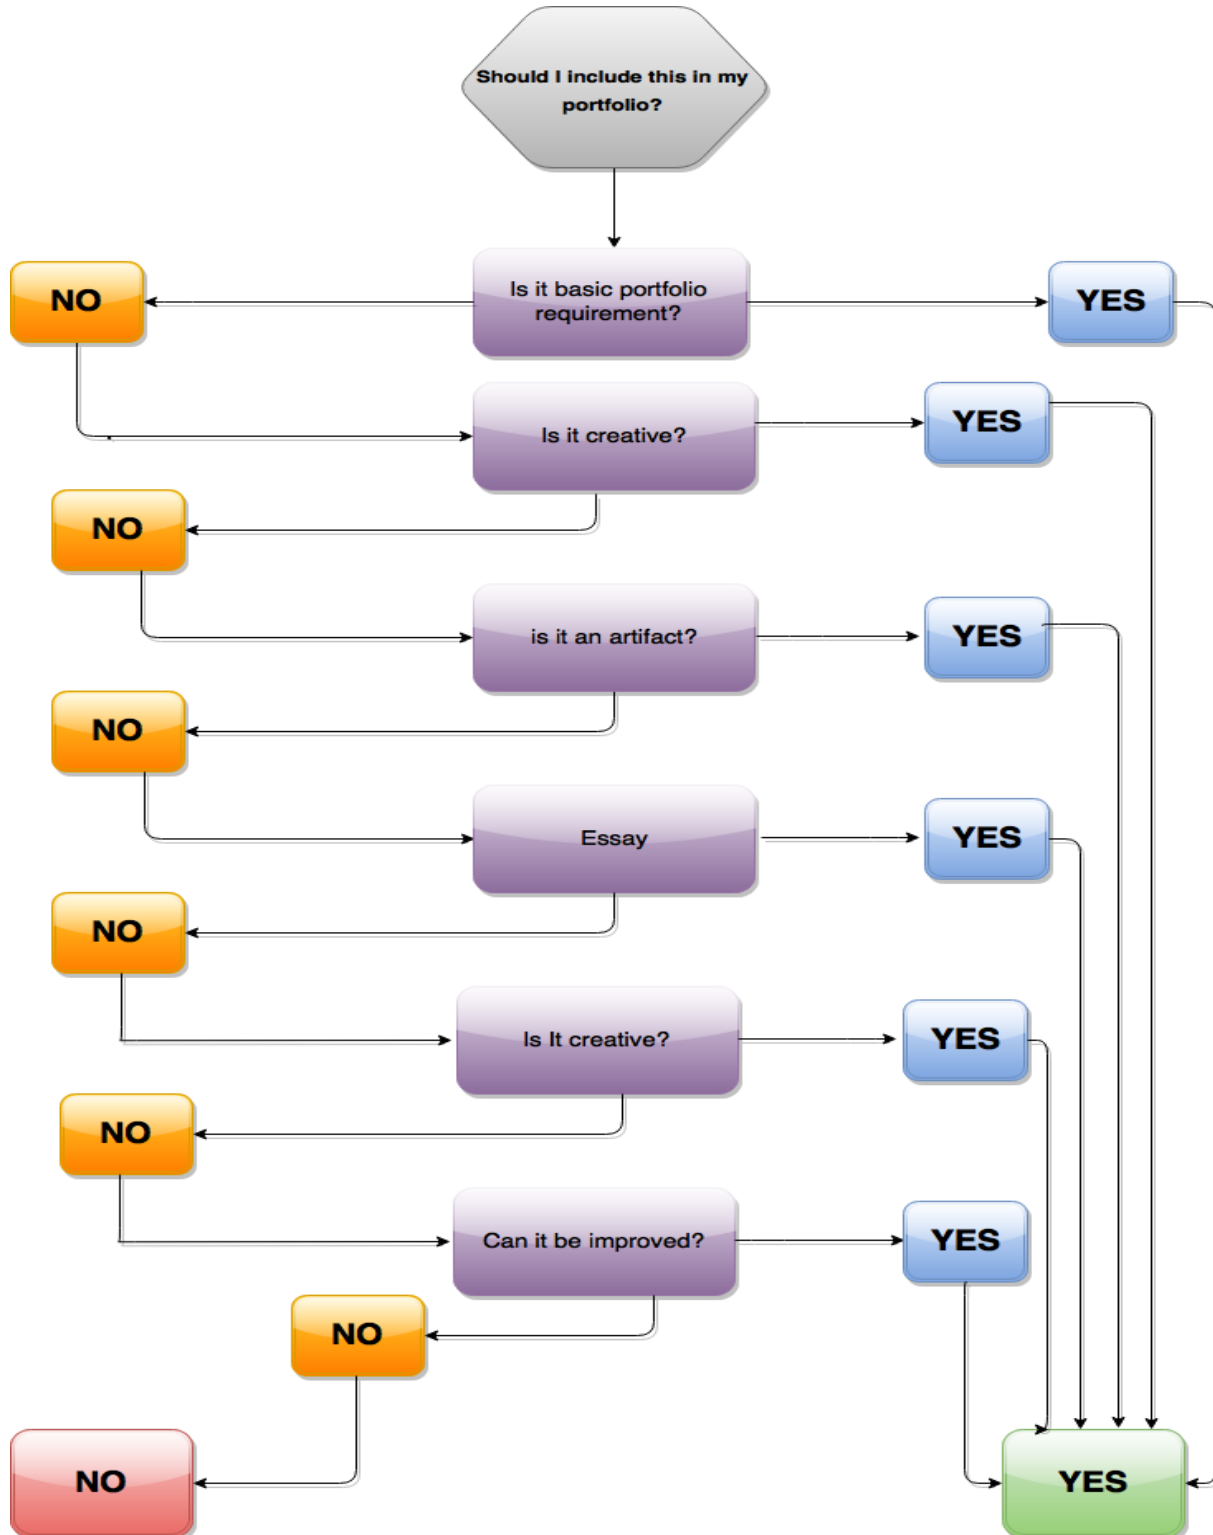 Should I include this in my
portfolio?
NO
Is it basic portfolio
requirement?
YES
Is it creative?
YES
NO
is it an artifact?
YES
NO
Essay
YES
NO
Is It creative?
YES
NO
Can it be improved?
YES
NO
NO
YES